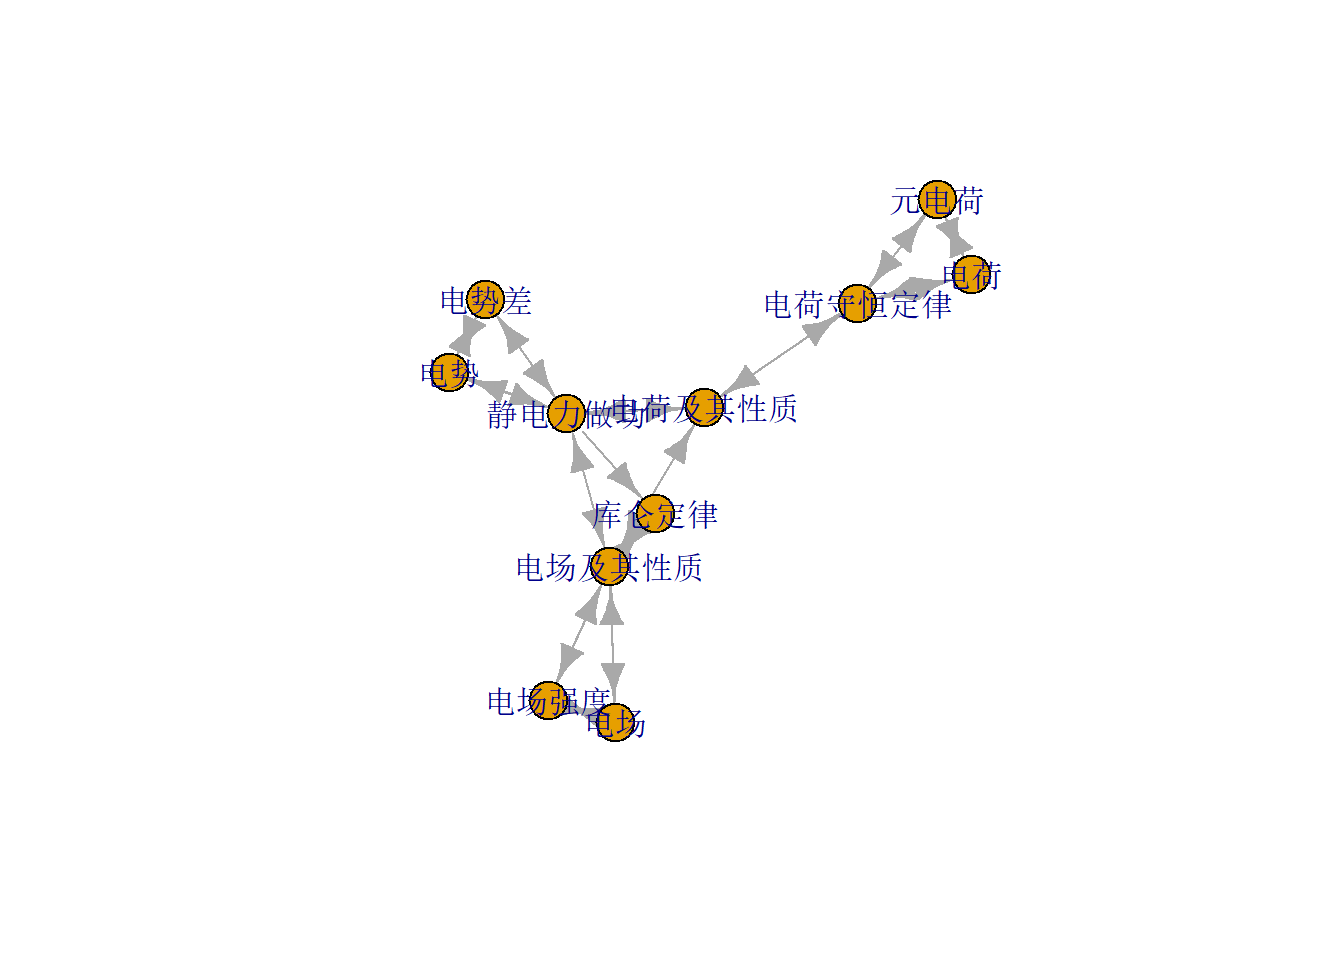 元电荷
电荷
电荷守恒定律
电势差
电势
静电力做功
电荷及其性质
库仑定律
电场及其性质
电场强度
电场